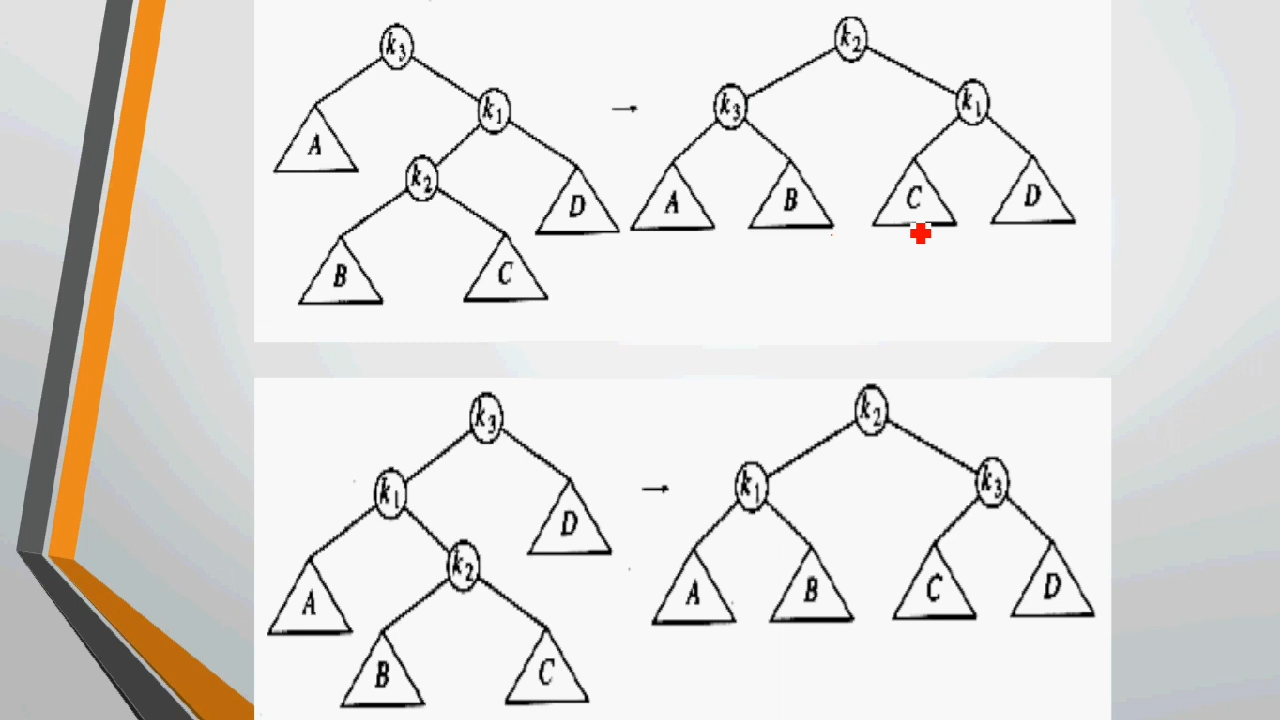 k₃ k₂
k₁ → k₃ k₁
A k₂ D A B C D
B C
k₃ k₂
k₁ D → k₁ k₃
A k₂ A B C D
B C